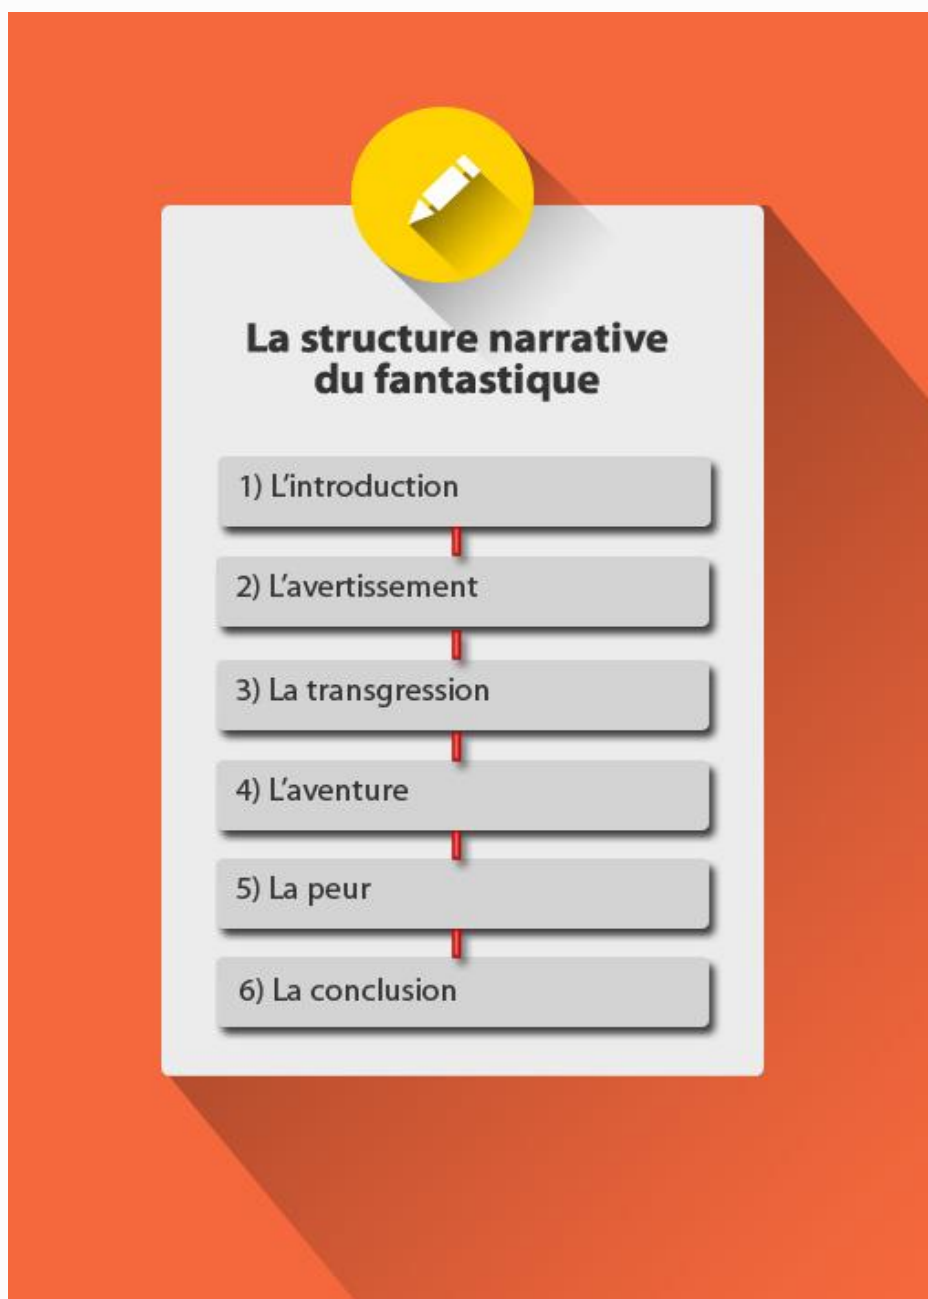 La structure narrative
du fantastique
1) L'introduction
2) L'avertissement
3) La transgression
4) L'aventure
5) La peur
6) La conclusion